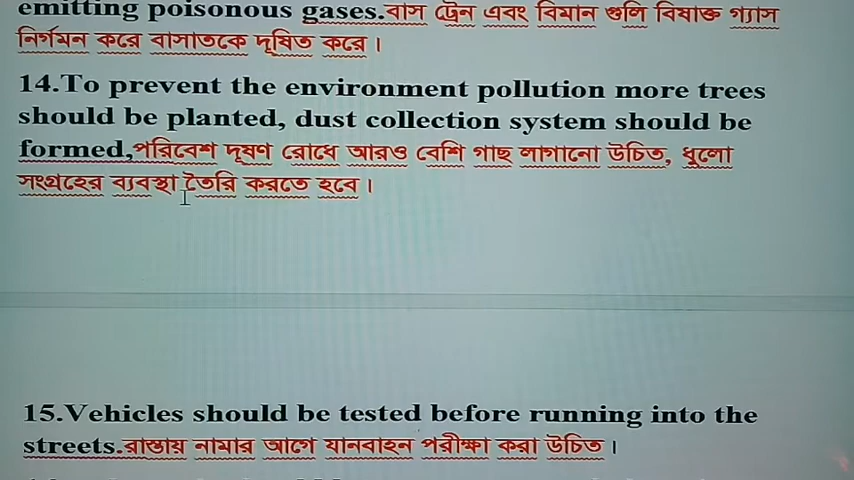 emitting poisonous gases.বাস ট্রেন এবং বিমান গুলি বিষাক্ত গ্যাস
নির্গমন করে বাসাতকে দূষিত করে।
14.To prevent the environment pollution more trees
should be planted, dust collection system should be
formed,পরিবেশ দূষণ রোধে আরও বেশি গাছ লাগানো উচিত, ধুলো
সংগ্রহের ব্যবস্থা তৈরি করতে হবে।
15.Vehicles should be tested before running into the
streets.রাস্তায় নামার আগে যানবাহন পরীক্ষা করা উচিত।